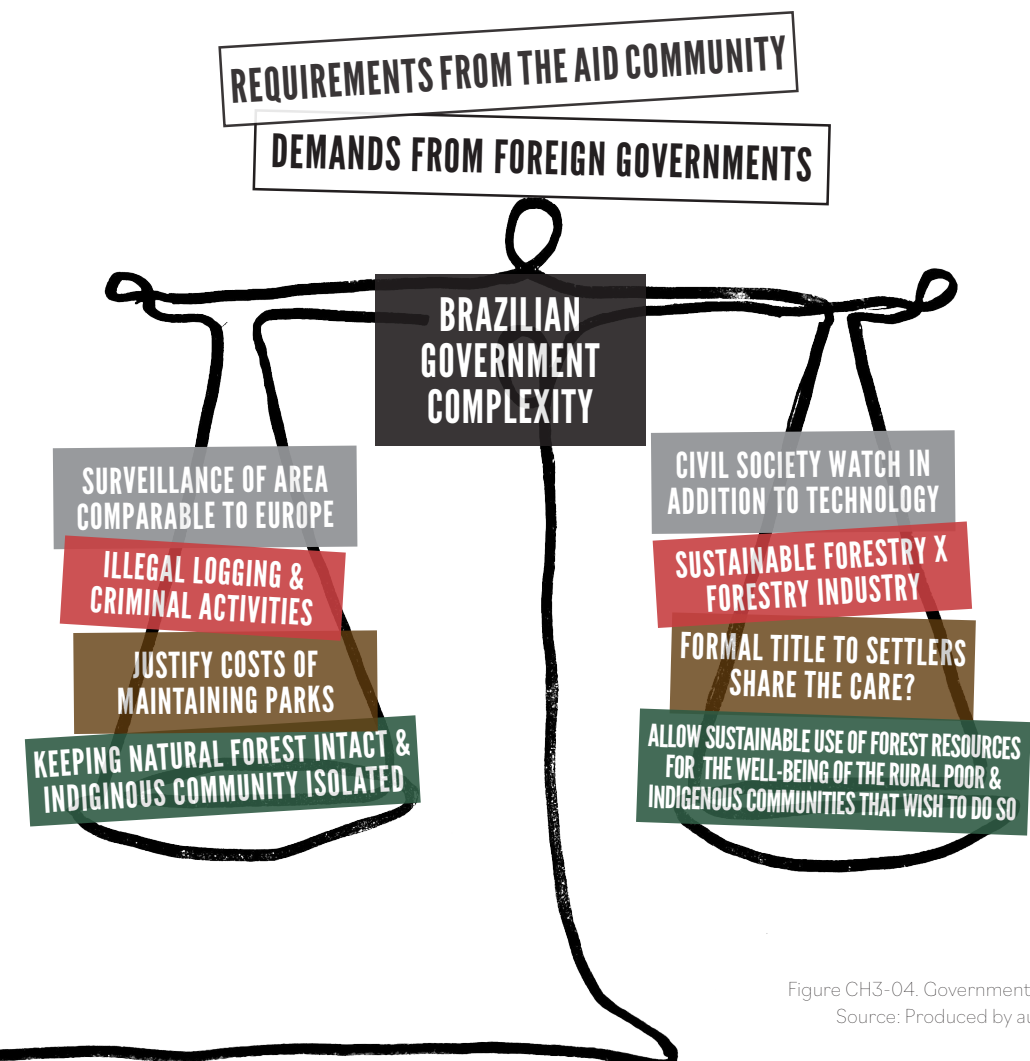 REQUIREMENTS FROM THE AID COMMUNITY
DEMANDS FROM FOREIGN GOVERNMENTS
BRAZILIAN
GOVERNMENT
COMPLEXITY
SURVEILLANCE OF AREA
COMPARABLE TO EUROPE
ILLEGAL LOGGING &
CRIMINAL ACTIVITIES
JUSTIFY COSTS OF
MAINTAINING PARKS
KEEPING NATURAL FOREST INTACT &
INDIGINOUS COMMUNITY ISOLATED
CIVIL SOCIETY WATCH IN
ADDITION TO TECHNOLOGY
SUSTAINABLE FORESTRY X
FORESTRY INDUSTRY
FORMAL TITLE TO SETTLERS
SHARE THE CARE?
ALLOW SUSTAINABLE USE OF FOREST RESOURCES
FOR THE WELL-BEING OF THE RURAL POOR &
INDIGENOUS COMMUNITIES THAT WISH TO DO SO
Figure CH3-04. Government
Source: Produced by au